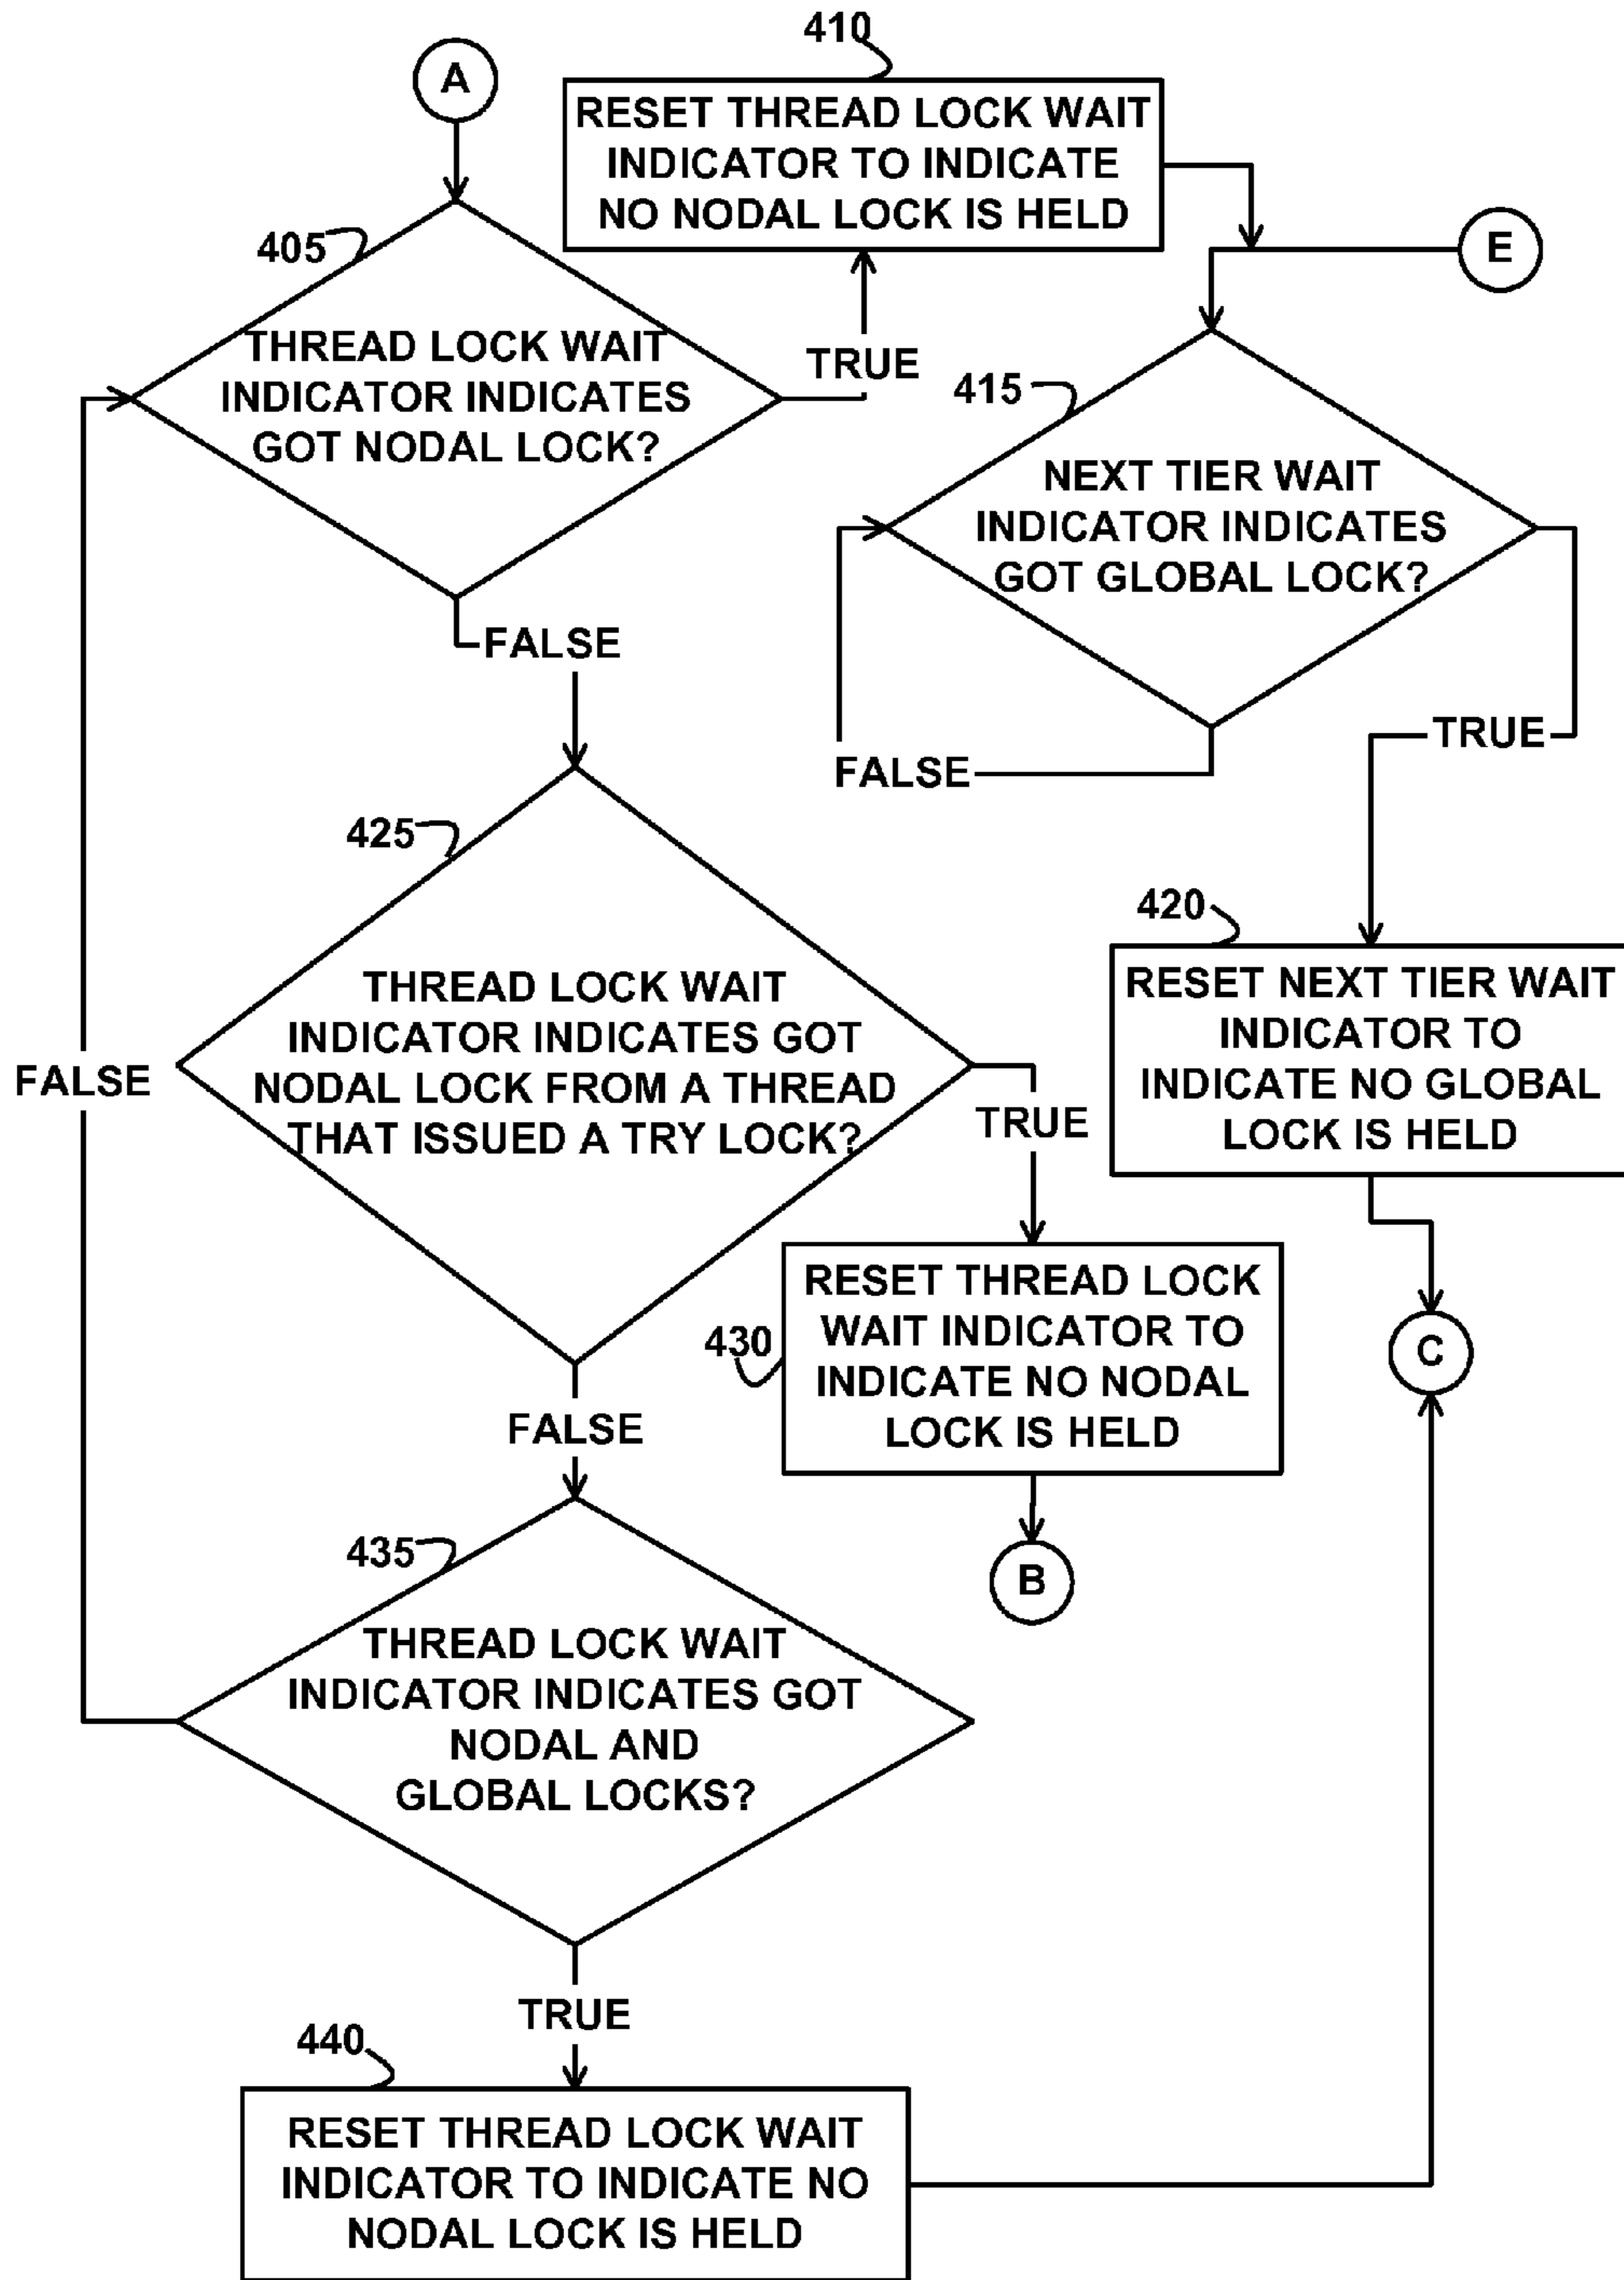 410
A
RESET THREAD LOCK WAIT
INDICATOR TO INDICATE
NO NODAL LOCK IS HELD
E
405
THREAD LOCK WAIT
INDICATOR INDICATES
GOT NODAL LOCK?
TRUE
415
NEXT TIER WAIT
INDICATOR INDICATES
GOT GLOBAL LOCK?
FALSE
TRUE
FALSE
425
THREAD LOCK WAIT
INDICATOR INDICATES GOT
NODAL LOCK FROM A THREAD
THAT ISSUED A TRY LOCK?
420
RESET NEXT TIER WAIT
INDICATOR TO
INDICATE NO GLOBAL
LOCK IS HELD
FALSE
TRUE
430
RESET THREAD LOCK
WAIT INDICATOR TO
INDICATE NO NODAL
LOCK IS HELD
C
FALSE
B
435
THREAD LOCK WAIT
INDICATOR INDICATES GOT
NODAL AND
GLOBAL LOCKS?
TRUE
440
RESET THREAD LOCK WAIT
INDICATOR TO INDICATE NO
NODAL LOCK IS HELD